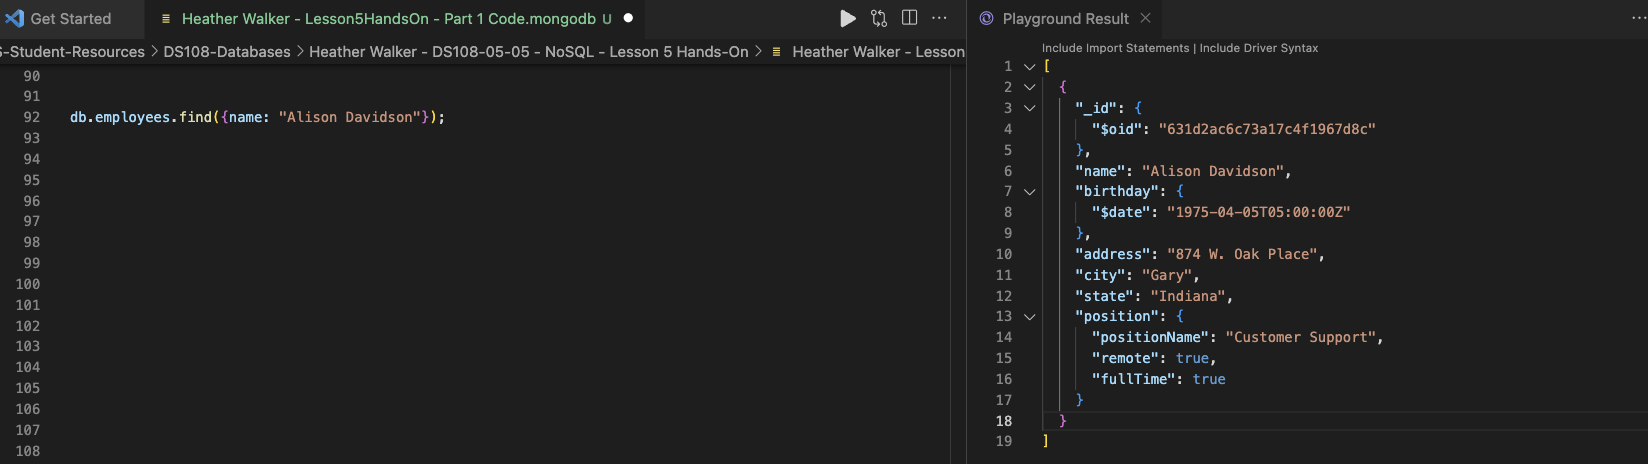 Get Started
Heather Walker - Lesson5HandsOn - Part 1 Code.mongodb U
S-Student-Resources > DS108-Databases > Heather Walker - DS108-05-05 - NoSQL - Lesson 5 Hands-On > Heather Walker - Lesson
90
91
92 db.employees.find({name: "Alison Davidson"});
93
94
95
96
97
98
99
100
101
102
103
104
105
106
107
108
Playground Result
Include Import Statements | Include Driver Syntax
1 [
2 {
3 "_id": {
4 "$oid": "631d2ac6c73a17c4f1967d8c"
5 },
6 "name": "Alison Davidson",
7 "birthday": {
8 "$date": "1975-04-05T05:00:00Z"
9 },
10 "address": "874 W. Oak Place",
11 "city": "Gary",
12 "state": "Indiana",
13 "position": {
14 "positionName": "Customer Support",
15 "remote": true,
16 "fullTime": true
17 }
18 }
19 ]